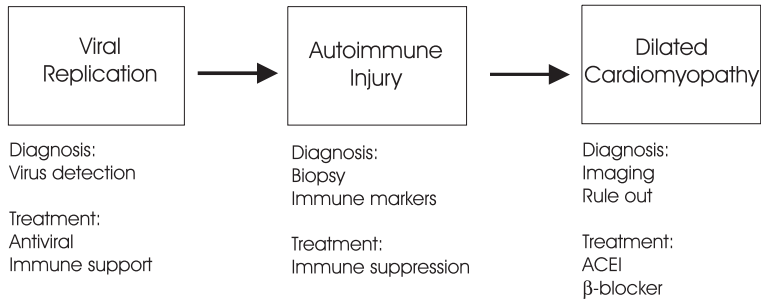 Viral
Replication
Diagnosis:
Virus detection
Treatment:
Antiviral
Immune support
Autoimmune
Injury
Diagnosis:
Biopsy
Immune markers
Treatment:
Immune suppression
Dilated
Cardiomyopathy
Diagnosis:
Imaging
Rule out
Treatment:
ACEI
β-blocker